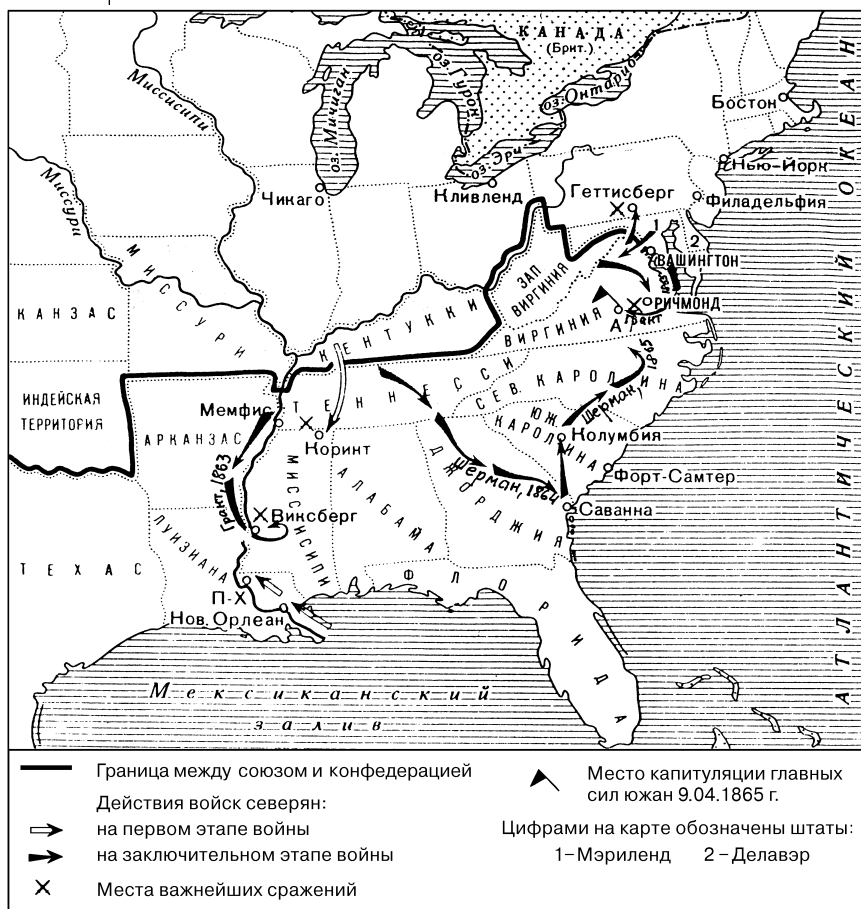 КАНАДА
(Брит.)
оз. Гурон
оз. Онтарио
оз. Мичиган
оз. Эри
Миссисипи
Миссури
Бостон
Нью-Йорк
Филадельфия
Чикаго
Кливленд
Геттисберг
1
2
ВАШИНГТОН
ЗАП
ВИРГИНИЯ
РИЧМОНД
А
Грант
ВИРГИНИЯ
КАНЗАС
МИССУРИ
КЕНТУККИ
ИНДЕЙСКАЯ
ТЕРРИТОРИЯ
ТЕННЕССИ
СЕВ. КАРОЛИНА
1865
Шерман,
Мемфис
АРКАНЗАС
Коринт
ЮЖ.
КАРОЛИНА
Колумбия
Форт-Самтер
Грант, 1863
МИССИСИПИ
АЛАБАМА
ДЖОРДЖИЯ
Шерман, 1864
Саванна
Виксберг
ЛУИЗИАНА
ТЕХАС
П-Х
Нов. Орлеан
ФЛОРИДА
Мексиканский
залив
АТЛАНТИЧЕСКИЙ ОКЕАН
Граница между союзом и конфедерацией
Действия войск северян:
на первом этапе войны
на заключительном этапе войны
Места важнейших сражений
Место капитуляции главных
сил южан 9.04.1865 г.
Цифрами на карте обозначены штаты:
1–Мэриленд 2 – Делавэр